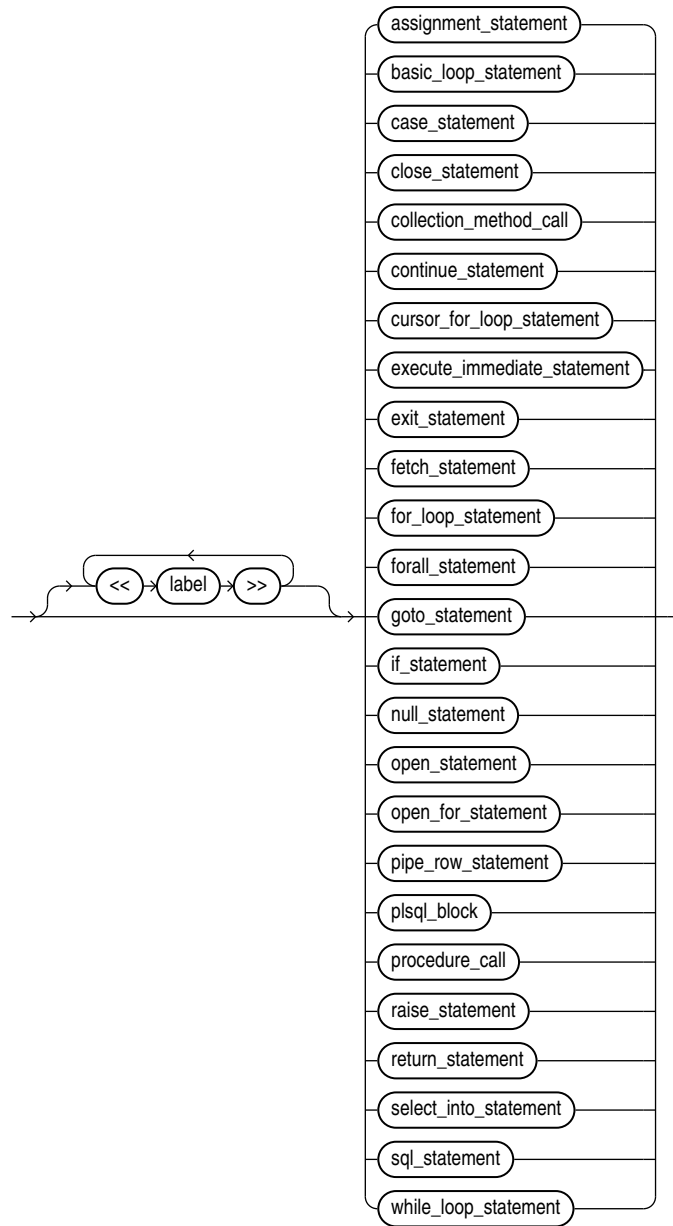 assignment_statement
basic_loop_statement
case_statement
close_statement
collection_method_call
continue_statement
cursor_for_loop_statement
execute_immediate_statement
exit_statement
fetch_statement
for_loop_statement
<< label >>
forall_statement
goto_statement
if_statement
null_statement
open_statement
open_for_statement
pipe_row_statement
plsql_block
procedure_call
raise_statement
return_statement
select_into_statement
sql_statement
while_loop_statement